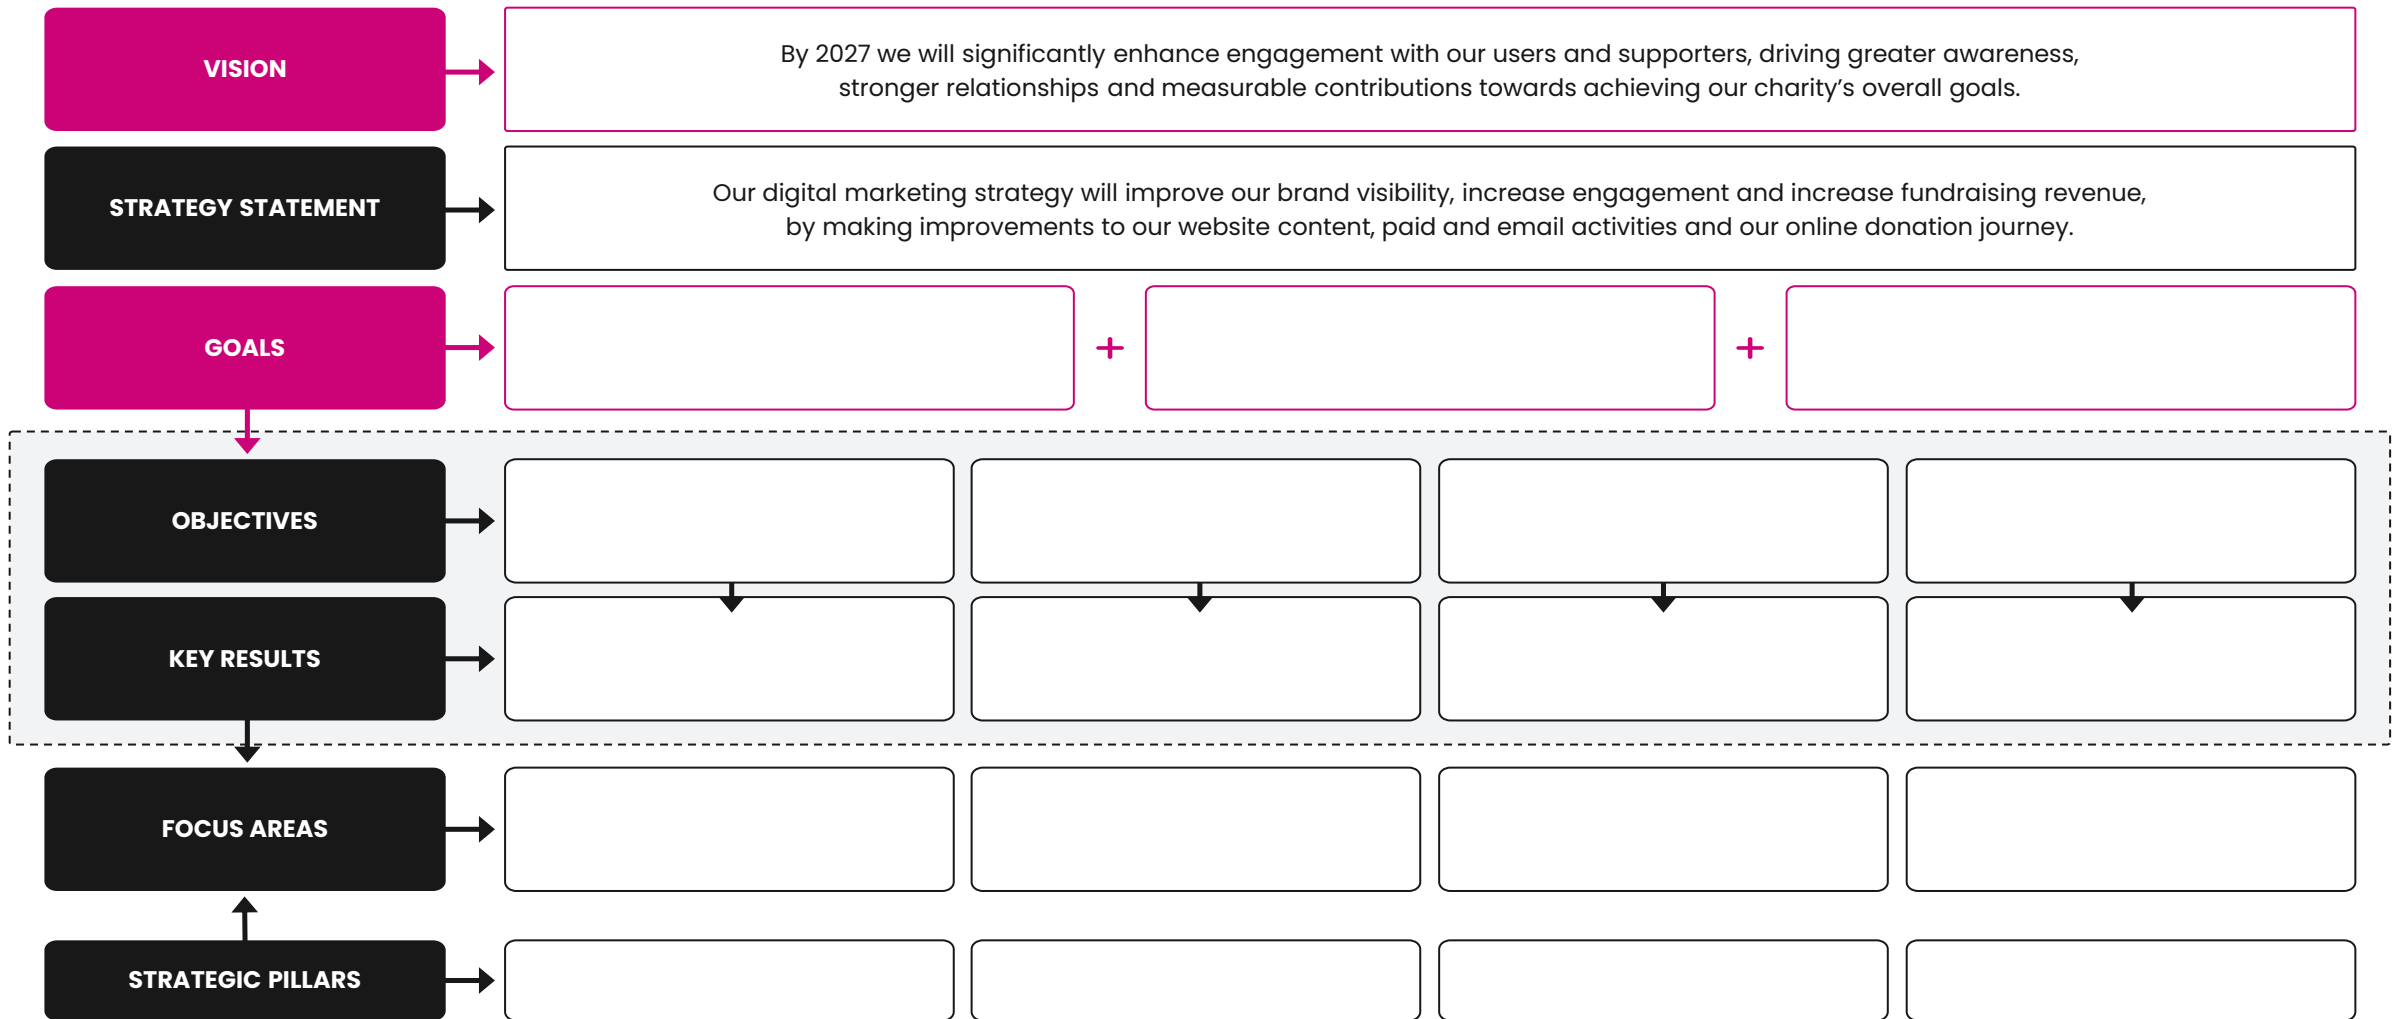 VISION
By 2027 we will significantly enhance engagement with our users and supporters, driving greater awareness,
stronger relationships and measurable contributions towards achieving our charity’s overall goals.
STRATEGY STATEMENT
Our digital marketing strategy will improve our brand visibility, increase engagement and increase fundraising revenue,
by making improvements to our website content, paid and email activities and our online donation journey.
GOALS
+
+
OBJECTIVES
KEY RESULTS
FOCUS AREAS
STRATEGIC PILLARS